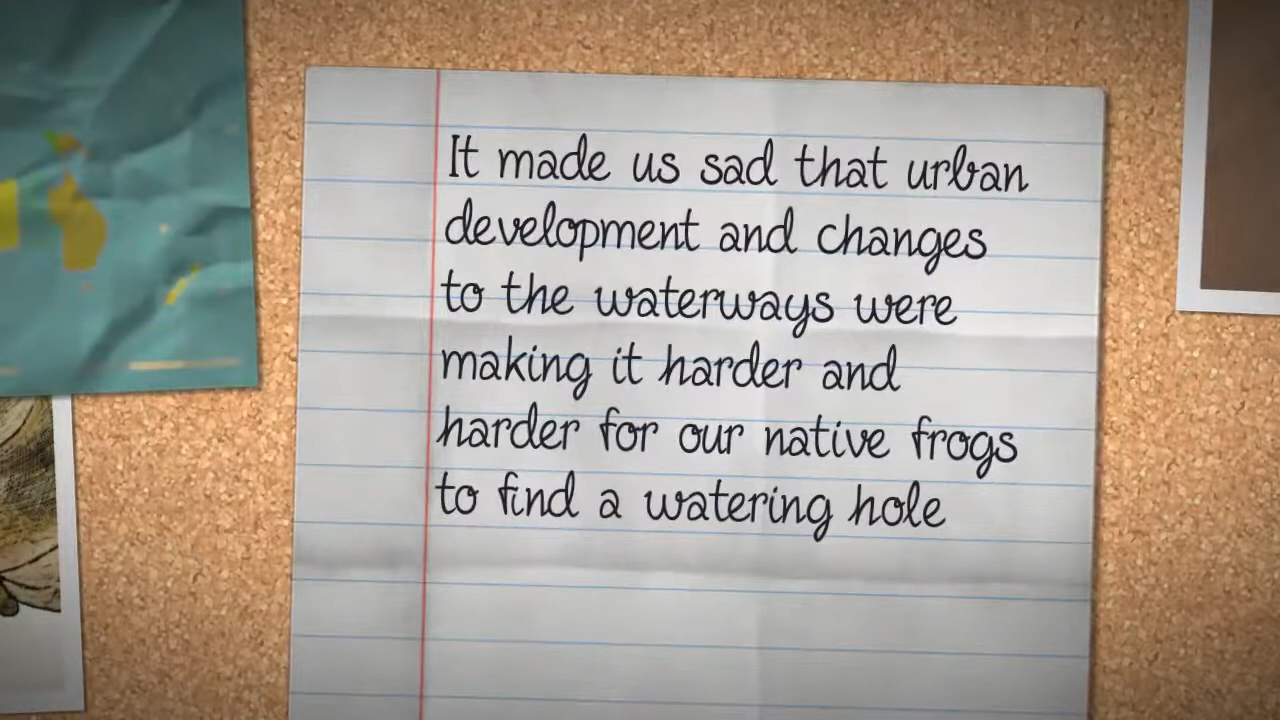 It made us sad that urban
development and changes
to the waterways were
making it harder and
harder for our native frogs
to find a watering hole